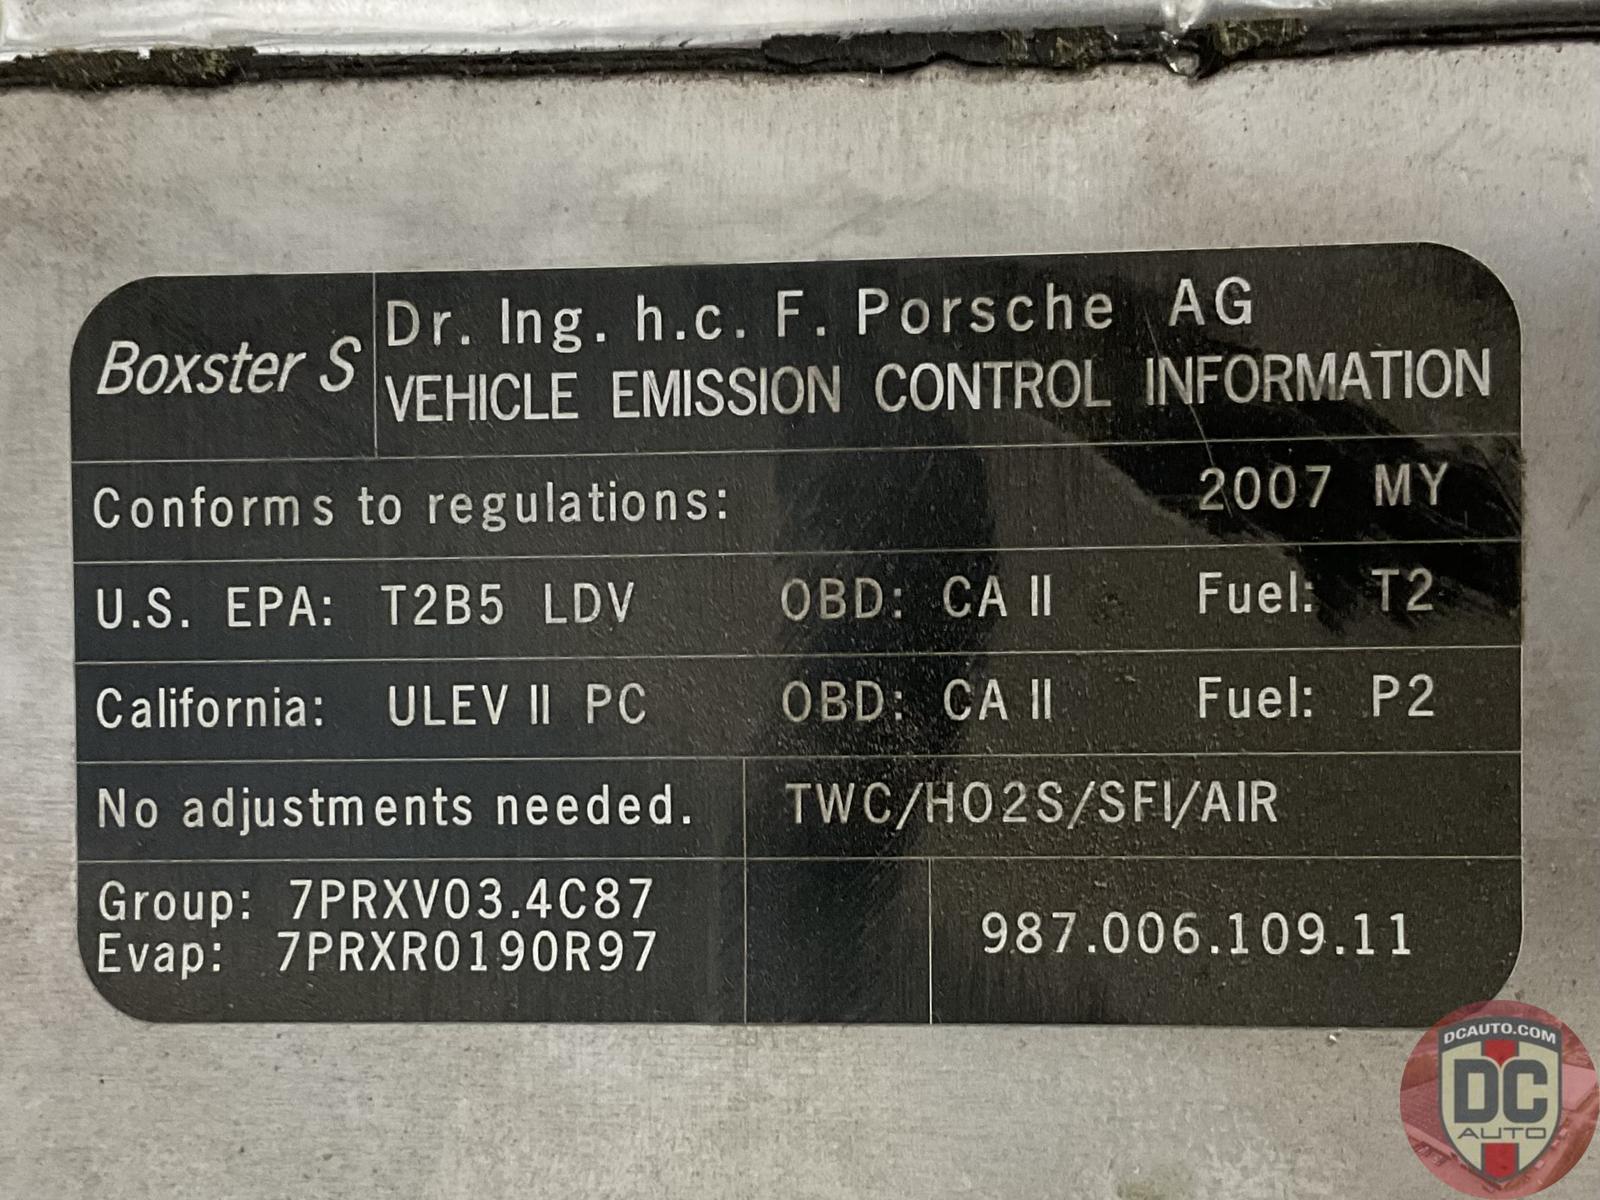 Boxster S
Dr. Ing. h.c. F. Porsche AG
VEHICLE EMISSION CONTROL INFORMATION
Conforms to regulations: 2007 MY
U.S. EPA: T2B5 LDV OBD: CA II Fuel: T2
California: ULEV II PC OBD: CA II Fuel: P2
No adjustments needed. TWC/HO2S/SFI/AIR
Group: 7PRXV03.4C87
Evap: 7PRXR0190R97
987.006.109.11
DCAUTO.COM
DC
AUTO